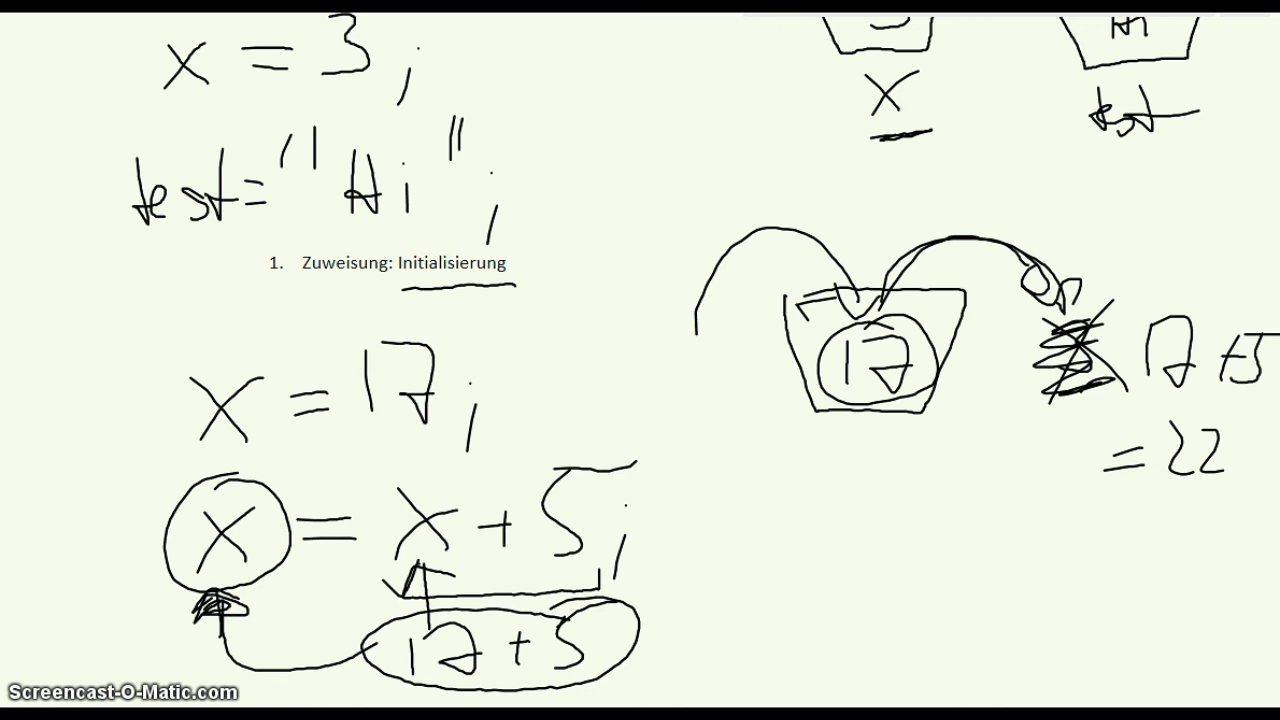 x = 3;
x
test
test = "Hi";
1. Zuweisung: Initialisierung
x = 17;
17
17 + 5
= 22
x = x + 5;
17 + 5
Screencast-O-Matic.com